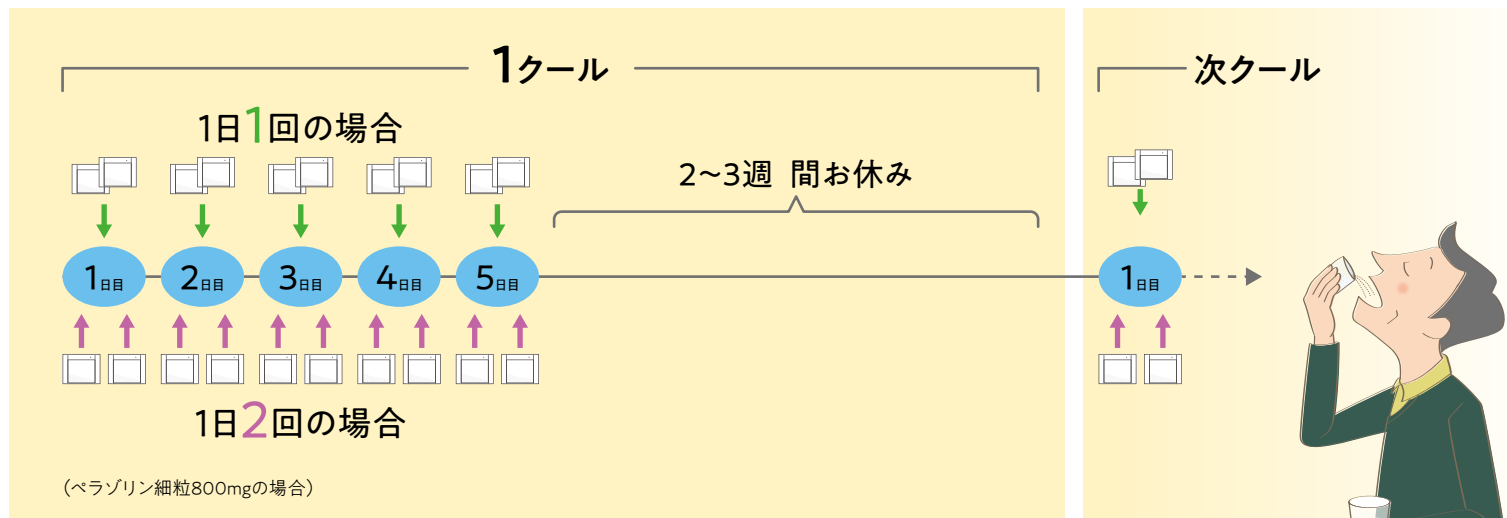 1クール
次クール
1日1回の場合
2~3週 間お休み
1日目
2日目
3日目
4日目
5日目
1日目
1日2回の場合
(ペラゾリン細粒800mgの場合)